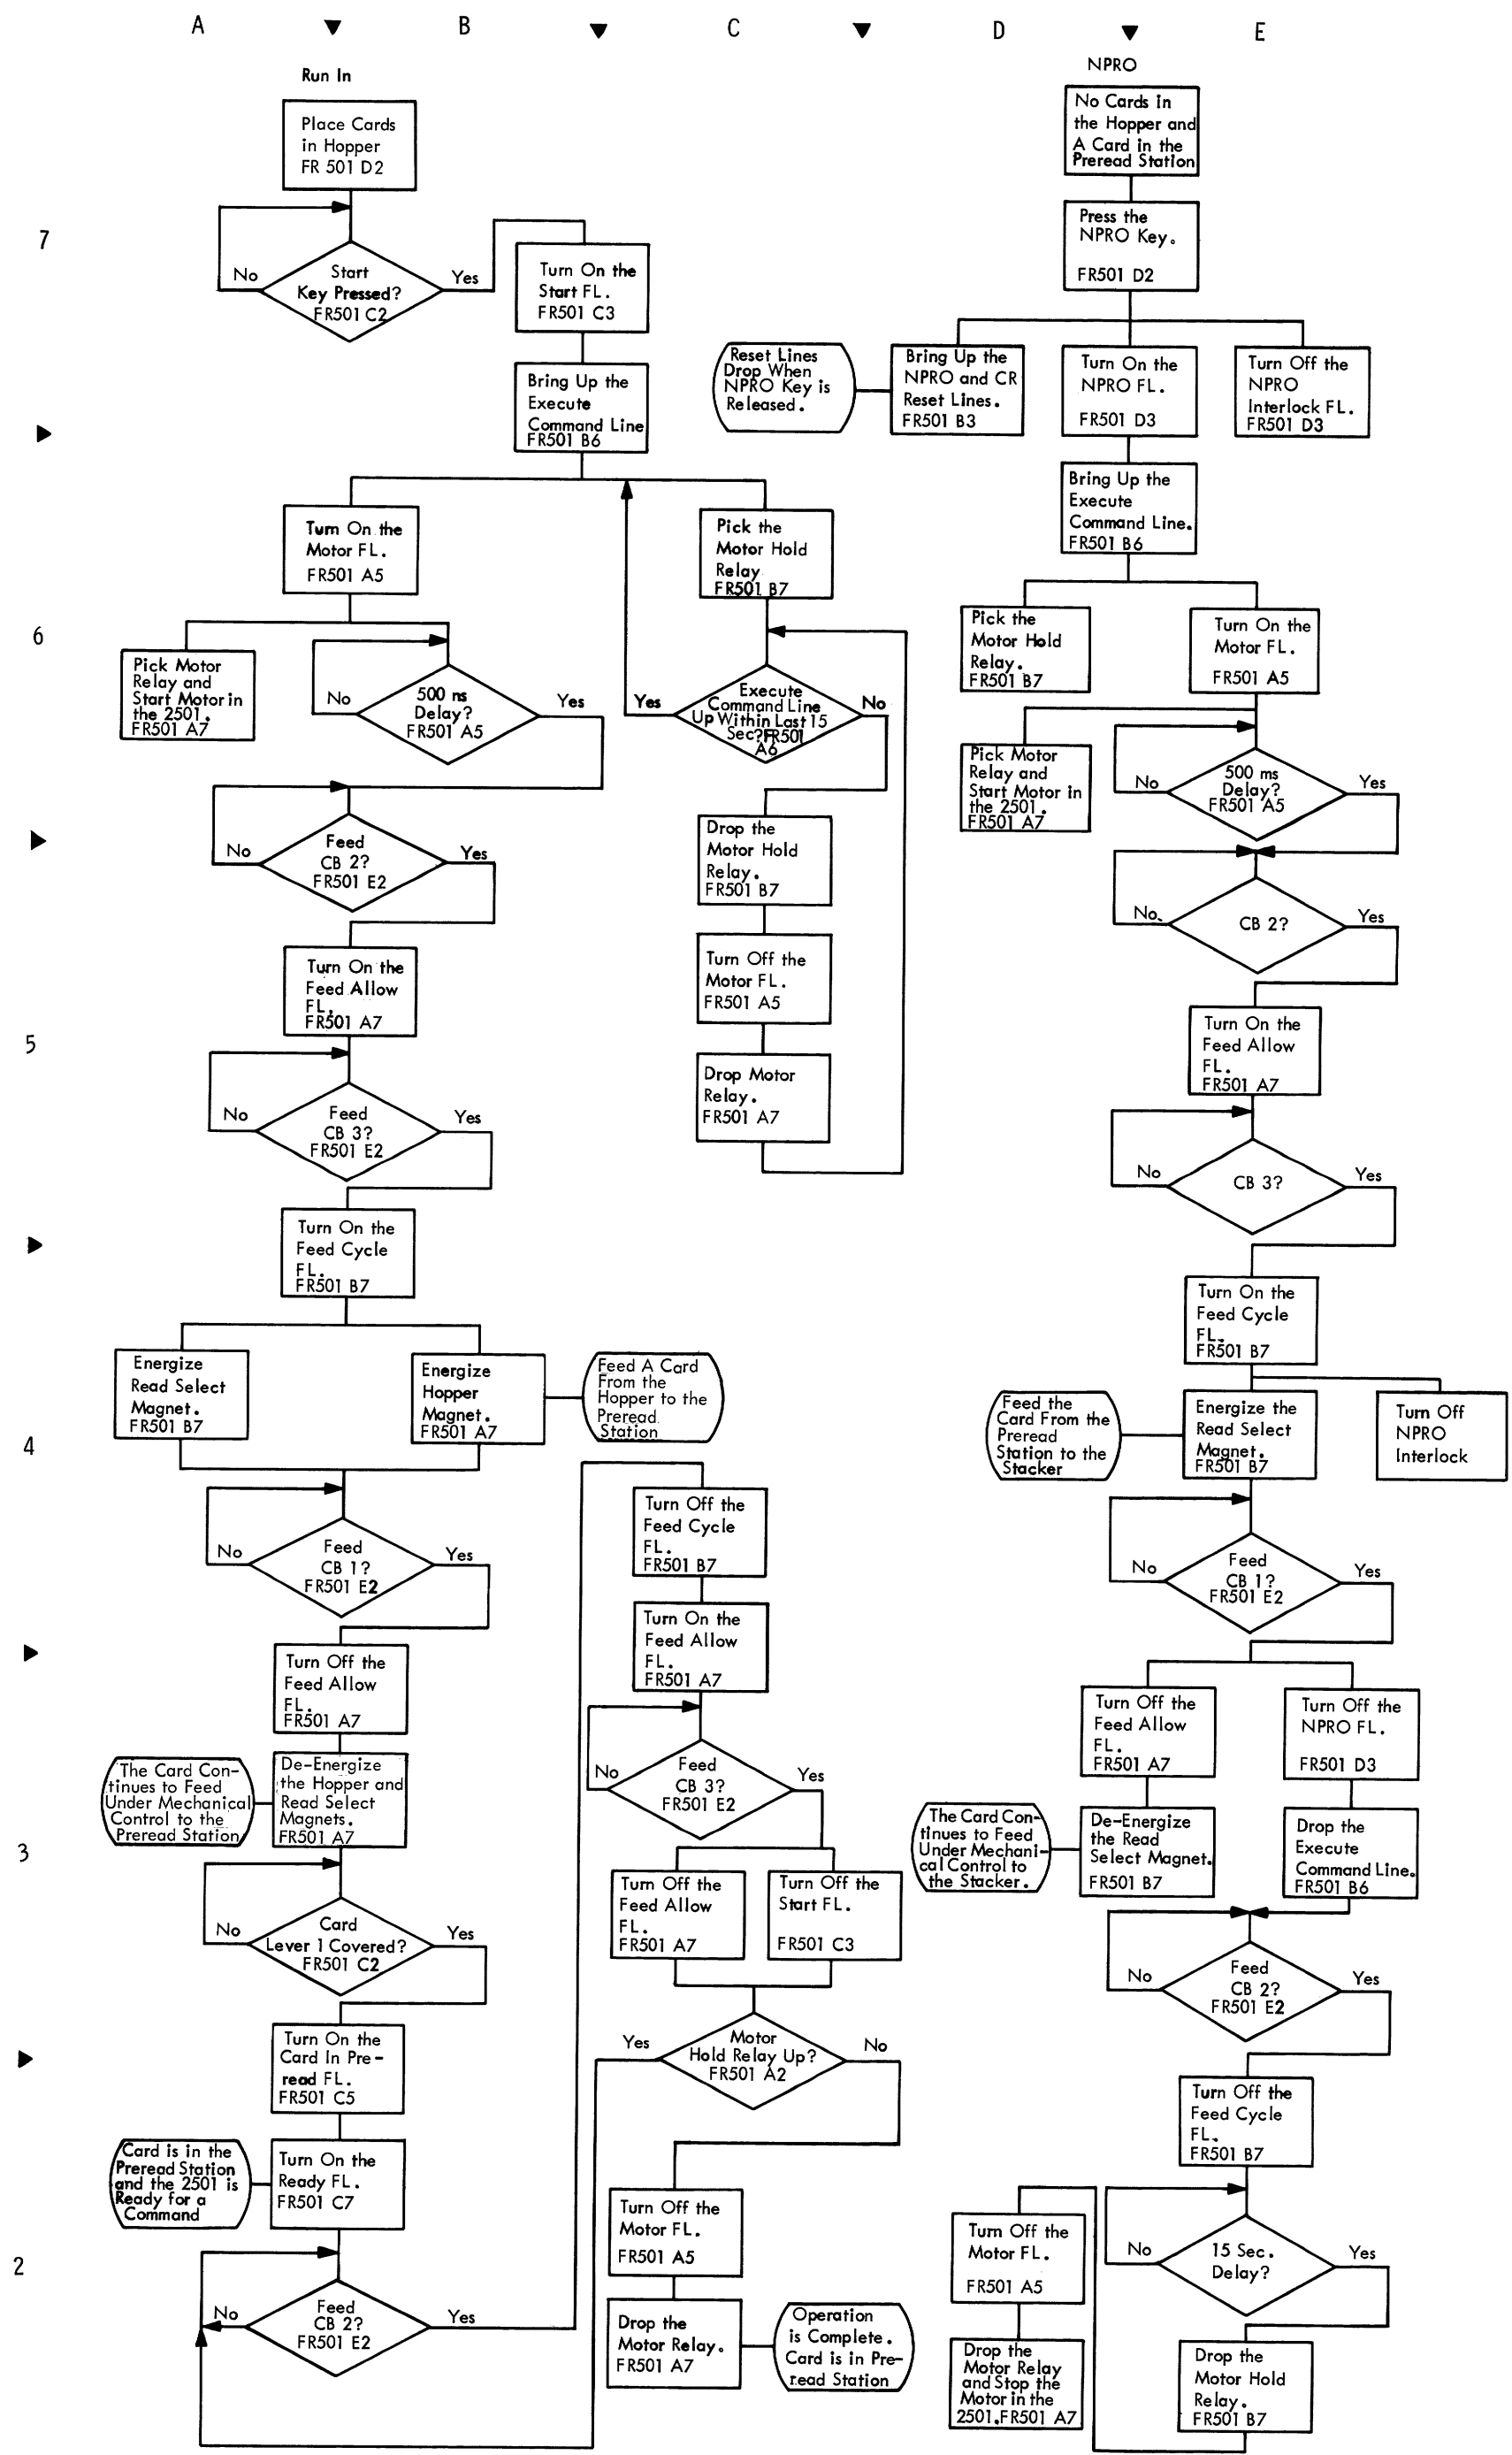 A
B
C
D
E
Run In
Place Cards
in Hopper
FR 501 D2
7
No
Start
Key Pressed?
FR501 C2
Yes
Turn On the
Start FL.
FR501 C3
Bring Up the
Execute
Command Line
FR501 B6
Turn On the
Motor FL.
FR501 A5
6
Pick Motor
Relay and
Start Motor in
the 2501.
FR501 A7
No
500 ns
Delay?
FR501 A5
Yes
No
Feed
CB 2?
FR501 E2
Yes
Turn On the
Feed Allow
FL.
FR501 A7
5
No
Feed
CB 3?
FR501 E2
Yes
Turn On the
Feed Cycle
FL.
FR501 B7
Energize
Read Select
Magnet.
FR501 B7
Energize
Hopper
Magnet.
FR501 A7
Feed A Card
From the
Hopper to the
Preread
Station
4
No
Feed
CB 1?
FR501 E2
Yes
Turn Off the
Feed Allow
FL.
FR501 A7
The Card Con-
tinues to Feed
Under Mechanical
Control to the
Preread Station
De-Energize
the Hopper and
Read Select
Magnets.
FR501 A7
3
No
Card
Lever 1 Covered?
FR501 C2
Yes
Turn On the
Card In Pre-
read FL.
FR501 C5
Card is in the
Preread Station
and the 2501 is
Ready for a
Command
Turn On the
Ready FL.
FR501 C7
2
No
Feed
CB 2?
FR501 E2
Yes
Pick the
Motor Hold
Relay
FR501 B7
Yes
Execute
Command Line
Up Within Last 15
Sec?FR501
A6
No
Drop the
Motor Hold
Relay.
FR501 B7
Turn Off the
Motor FL.
FR501 A5
Drop Motor
Relay.
FR501 A7
Turn Off the
Feed Cycle
FL.
FR501 B7
Turn On the
Feed Allow
FL.
FR501 A7
No
Feed
CB 3?
FR501 E2
Yes
Turn Off the
Feed Allow
FL.
FR501 A7
Turn Off the
Start FL.
FR501 C3
Yes
Motor
Hold Relay Up?
FR501 A2
No
Turn Off the
Motor FL.
FR501 A5
Drop the
Motor Relay.
FR501 A7
Operation
is Complete.
Card is in Pre-
read Station
NPRO
No Cards in
the Hopper and
A Card in the
Preread Station
Press the
NPRO Key.
FR501 D2
Reset Lines
Drop When
NPRO Key is
Released.
Bring Up the
NPRO and CR
Reset Lines.
FR501 B3
Turn On the
NPRO FL.
FR501 D3
Turn Off the
NPRO
Interlock FL.
FR501 D3
Bring Up the
Execute
Command Line.
FR501 B6
Pick the
Motor Hold
Relay.
FR501 B7
Turn On the
Motor FL.
FR501 A5
Pick Motor
Relay and
Start Motor in
the 2501.
FR501 A7
No
500 ms
Delay?
FR501 A5
Yes
No
CB 2?
Yes
Turn On the
Feed Allow
FL.
FR501 A7
No
CB 3?
Yes
Turn On the
Feed Cycle
FL.
FR501 B7
Feed the
Card From the
Preread
Station to the
Stacker
Energize the
Read Select
Magnet.
FR501 B7
Turn Off
NPRO
Interlock
No
Feed
CB 1?
FR501 E2
Yes
Turn Off the
Feed Allow
FL.
FR501 A7
Turn Off the
NPRO FL.
FR501 D3
The Card Con-
tinues to Feed
Under Mechani-
cal Control to
the Stacker.
De-Energize
the Read
Select Magnet.
FR501 B7
Drop the
Execute
Command Line.
FR501 B6
No
Feed
CB 2?
FR501 E2
Yes
Turn Off the
Feed Cycle
FL.
FR501 B7
No
15 Sec.
Delay?
Yes
Drop the
Motor Hold
Relay.
FR501 B7
Turn Off the
Motor FL.
FR501 A5
Drop the
Motor Relay
and Stop the
Motor in the
2501.FR501 A7